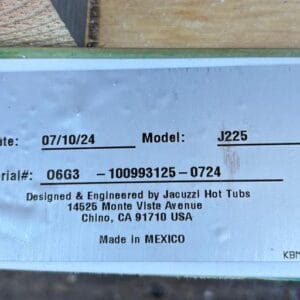 ate: 07/10/24 Model: J225
erial#: 06G3 -100993125-0724
Designed & Engineered by Jacuzzi Hot Tubs
14525 Monte Vista Avenue
Chino, CA 91710 USA
Made in MEXICO
KBM